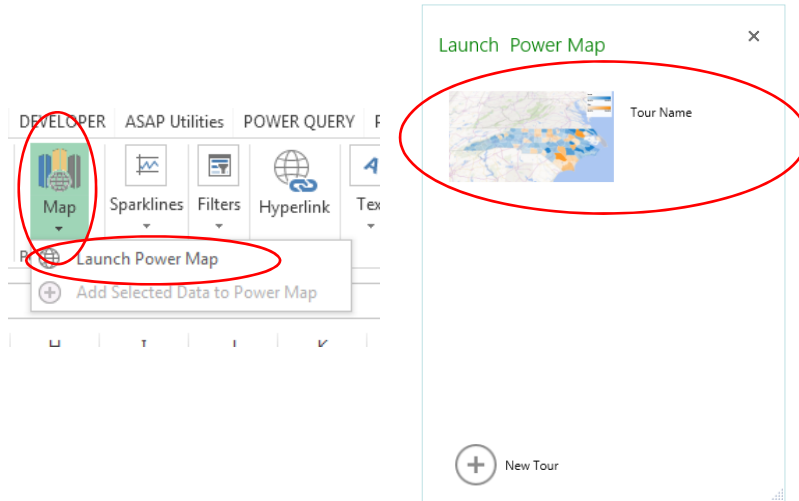 DEVELOPER ASAP Utilities POWER QUERY
Map Sparklines Filters Hyperlink Tex
Launch Power Map
Add Selected Data to Power Map
H I J K
Launch Power Map
Tour Name
New Tour